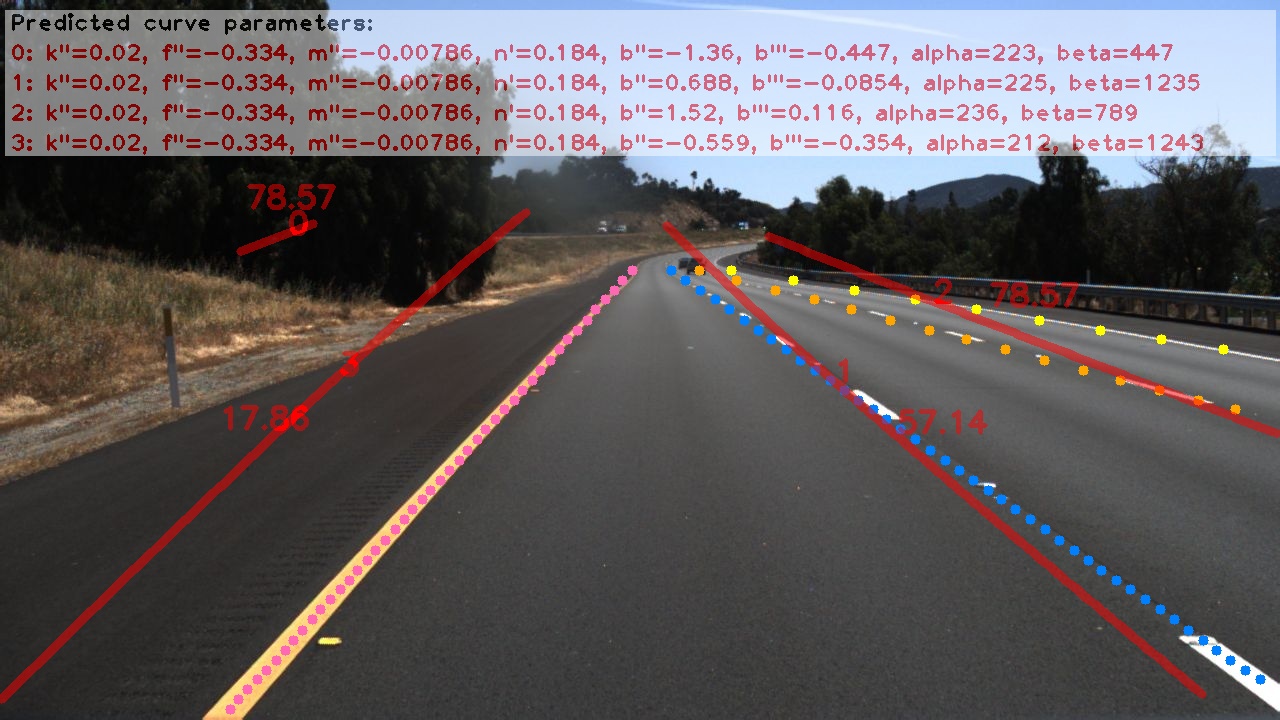 Predicted curve parameters:
0: k''=0.02, f''=-0.334, m''=-0.00786, n'=0.184, b''=-1.36, b'''=-0.447, alpha=223, beta=447
1: k''=0.02, f''=-0.334, m''=-0.00786, n'=0.184, b''=0.688, b'''=-0.0854, alpha=225, beta=1235
2: k''=0.02, f''=-0.334, m''=-0.00786, n'=0.184, b''=1.52, b'''=0.116, alpha=236, beta=789
3: k''=0.02, f''=-0.334, m''=-0.00786, n'=0.184, b''=-0.559, b'''=-0.354, alpha=212, beta=1243
78.57
0
2 78.57
3
1
17.86
57.14